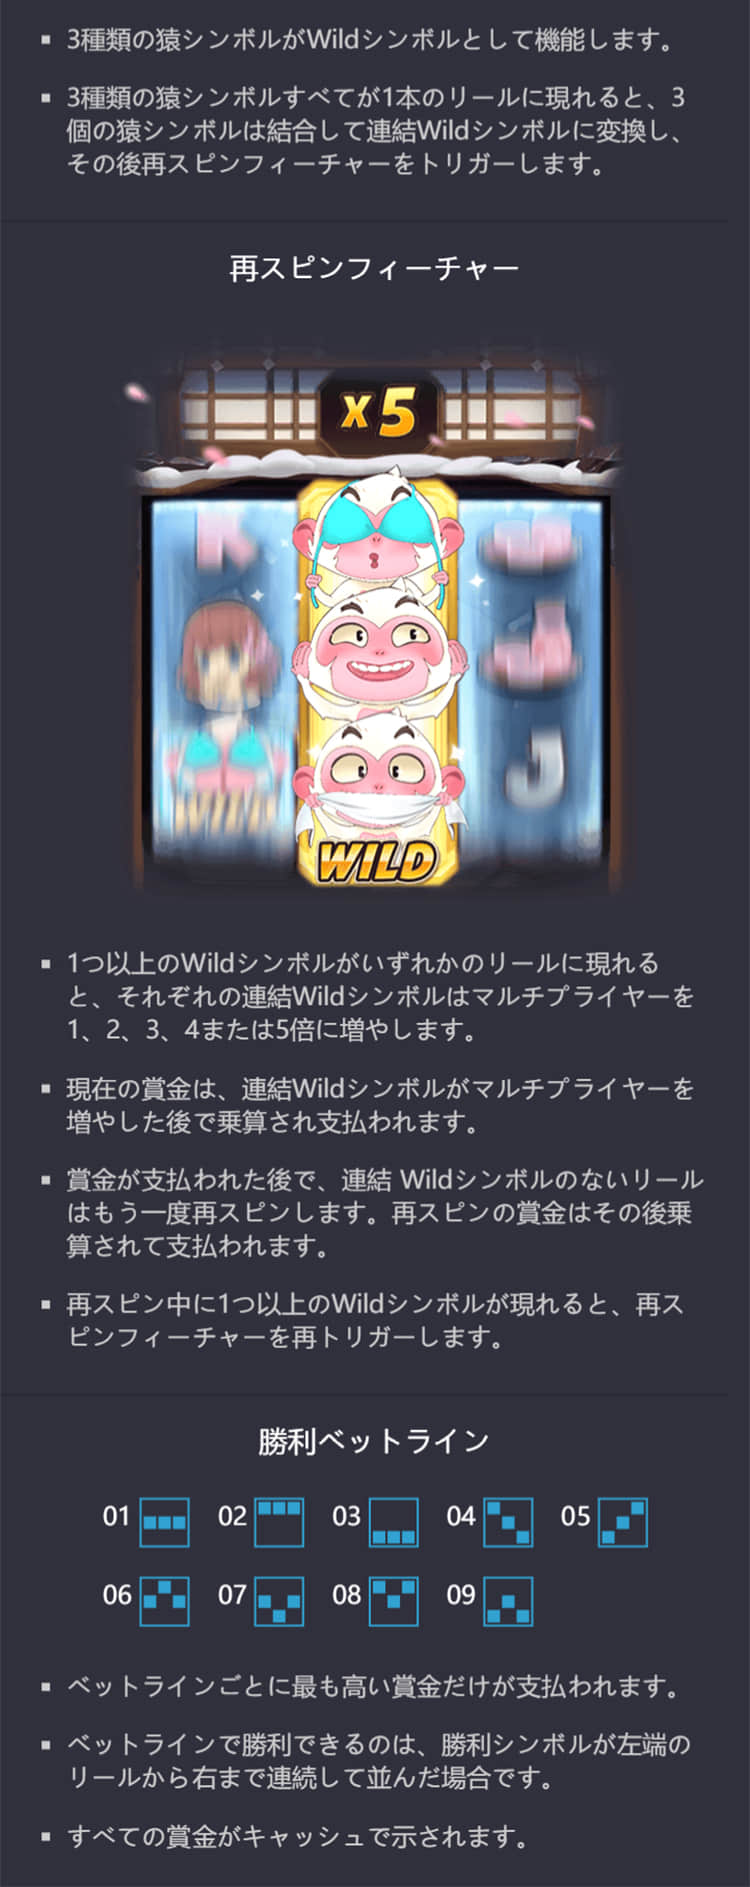 ▪ 3種類の猿シンボルがWildシンボルとして機能します。
▪ 3種類の猿シンボルすべてが1本のリールに現れると、3
個の猿シンボルは結合して連結Wildシンボルに変換し、
その後再スピンフィーチャーをトリガーします。
再スピンフィーチャー
x5
K
J
WILD
▪ 1つ以上のWildシンボルがいずれかのリールに現れる
と、それぞれの連結Wildシンボルはマルチプライヤーを
1、2、3、4または5倍に増やします。
▪ 現在の賞金は、連結Wildシンボルがマルチプライヤーを
増やした後で乗算され支払われます。
▪ 賞金が支払われた後で、連結 Wildシンボルのないリール
はもう一度再スピンします。再スピンの賞金はその後乗
算されて支払われます。
▪ 再スピン中に1つ以上のWildシンボルが現れると、再ス
ピンフィーチャーを再トリガーします。
勝利ベットライン
01 02 03 04 05
06 07 08 09
▪ ベットラインごとに最も高い賞金だけが支払われます。
▪ ベットラインで勝利できるのは、勝利シンボルが左端の
リールから右まで連続して並んだ場合です。
▪ すべての賞金がキャッシュで示されます。